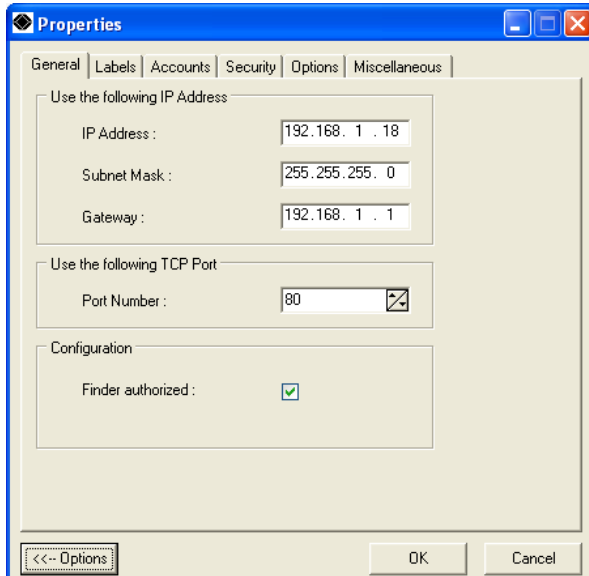 Properties
General Labels Accounts Security Options Miscellaneous
Use the following IP Address
IP Address : 192.168. 1 . 18
Subnet Mask : 255.255.255. 0
Gateway : 192.168. 1 . 1
Use the following TCP Port
Port Number : 80
Configuration
Finder authorized :
<<-- Options OK Cancel